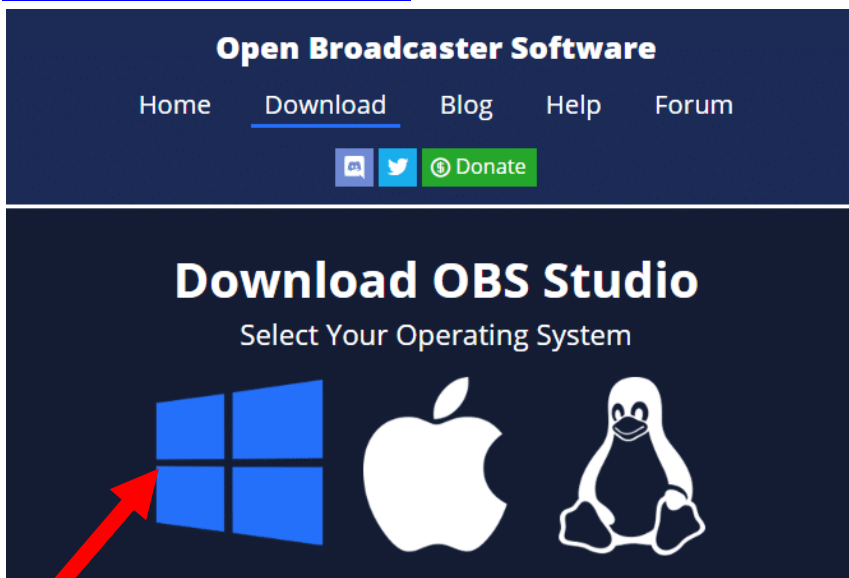 Open Broadcaster Software
Home Download Blog Help Forum
Donate
Download OBS Studio
Select Your Operating System